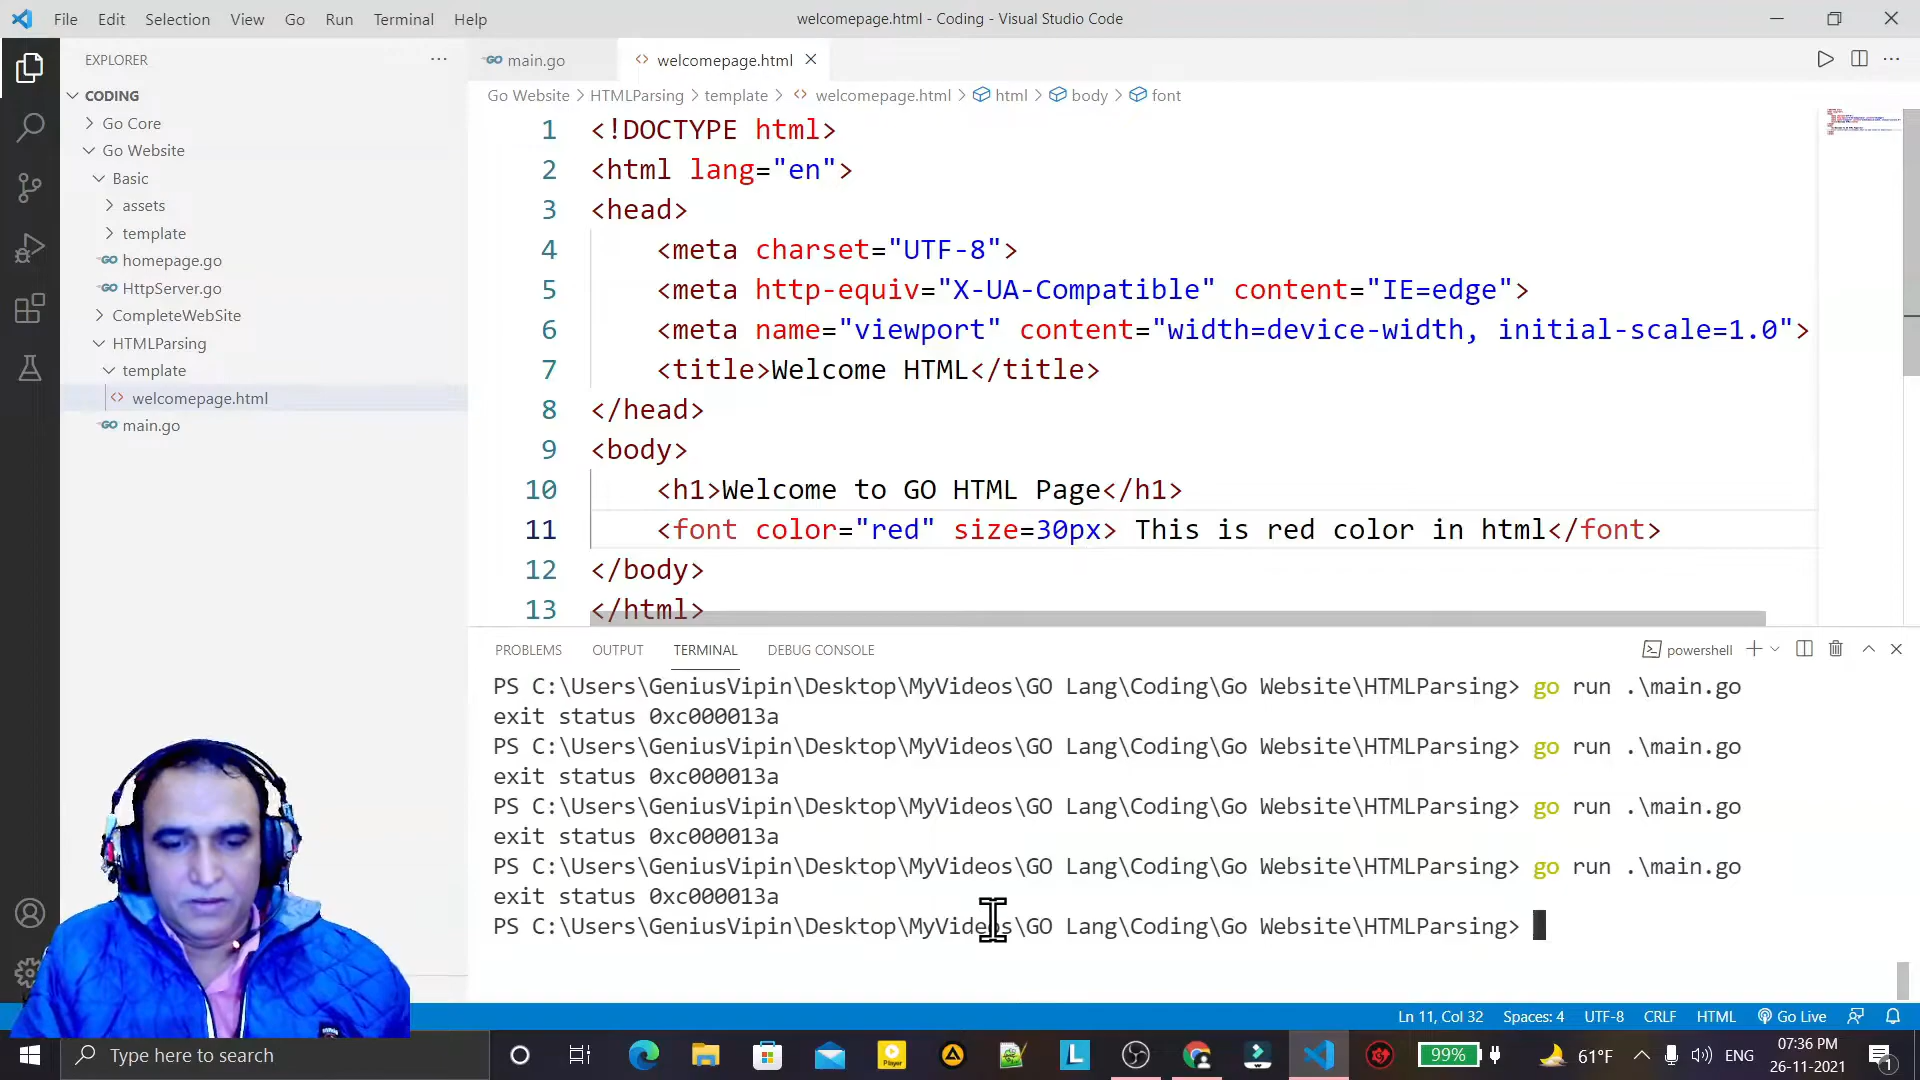 File Edit Selection View Go Run Terminal Help
welcomepage.html - Coding - Visual Studio Code
EXPLORER
CODING
Go Core
Go Website
Basic
assets
template
homepage.go
HttpServer.go
CompleteWebSite
HTMLParsing
template
welcomepage.html
main.go
main.go
welcomepage.html
Go Website > HTMLParsing > template > welcomepage.html > html > body > font
1 <!DOCTYPE html>
2 <html lang="en">
3 <head>
4 <meta charset="UTF-8">
5 <meta http-equiv="X-UA-Compatible" content="IE=edge">
6 <meta name="viewport" content="width=device-width, initial-scale=1.0">
7 <title>Welcome HTML</title>
8 </head>
9 <body>
10 <h1>Welcome to GO HTML Page</h1>
11 <font color="red" size=30px> This is red color in html</font>
12 </body>
13 </html>
PROBLEMS OUTPUT TERMINAL DEBUG CONSOLE
powershell
PS C:\Users\GeniusVipin\Desktop\MyVideos\GO Lang\Coding\Go Website\HTMLParsing> go run .\main.go
exit status 0xc000013a
PS C:\Users\GeniusVipin\Desktop\MyVideos\GO Lang\Coding\Go Website\HTMLParsing> go run .\main.go
exit status 0xc000013a
PS C:\Users\GeniusVipin\Desktop\MyVideos\GO Lang\Coding\Go Website\HTMLParsing> go run .\main.go
exit status 0xc000013a
PS C:\Users\GeniusVipin\Desktop\MyVideos\GO Lang\Coding\Go Website\HTMLParsing> go run .\main.go
exit status 0xc000013a
PS C:\Users\GeniusVipin\Desktop\MyVideos\GO Lang\Coding\Go Website\HTMLParsing>
Ln 11, Col 32 Spaces: 4 UTF-8 CRLF HTML Go Live
Type here to search
Player
L
99%
61°F
ENG
07:36 PM
26-11-2021
1